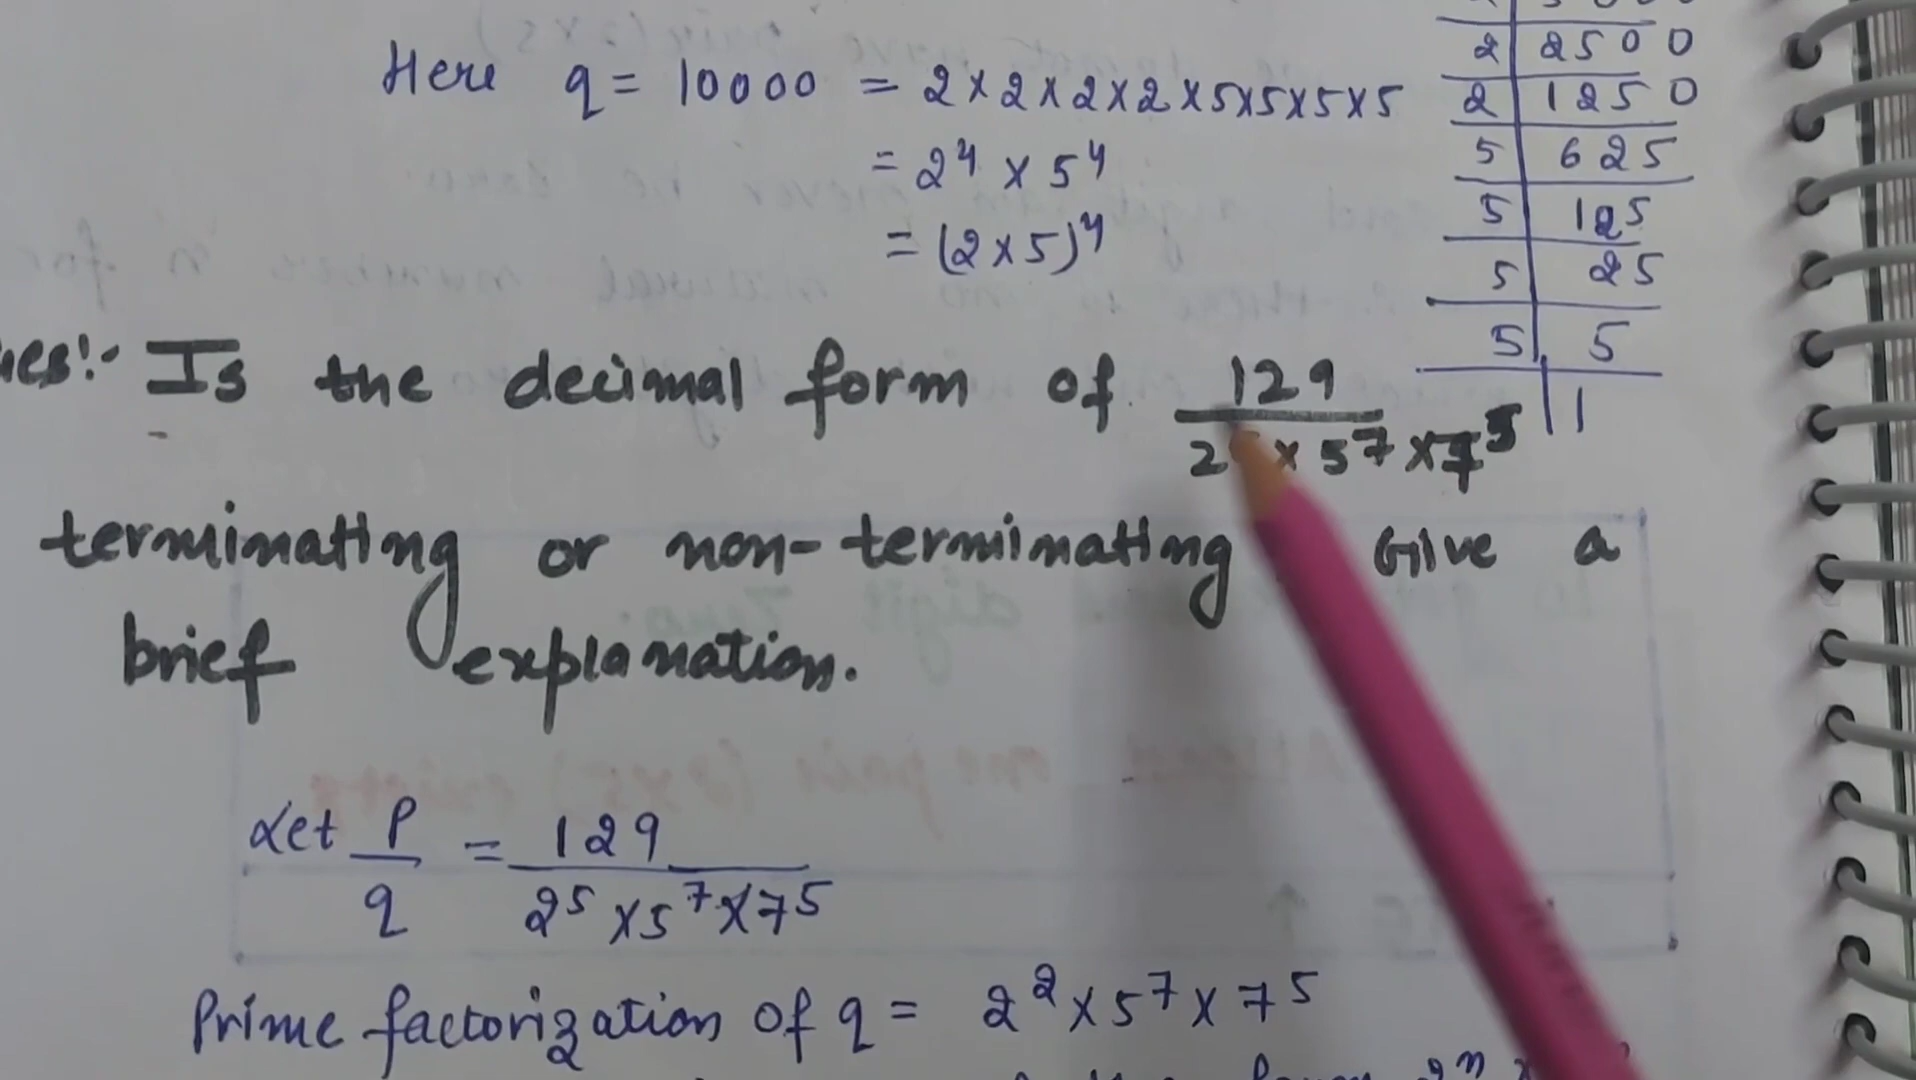 Here q = 10000 = 2×2×2×2×5×5×5×5
= 2⁴ × 5⁴
= (2×5)⁴
2 | 2500
2 | 1250
5 | 625
5 | 125
5 | 25
5 | 5
| 1
Is the decimal form of 129
2 × 5⁷ × 7⁵
terminating or non-terminating Give a
brief explanation.
Let p/q = 129 / 2⁵ × 5⁷ × 7⁵
Prime factorization of q = 2² × 5⁷ × 7⁵